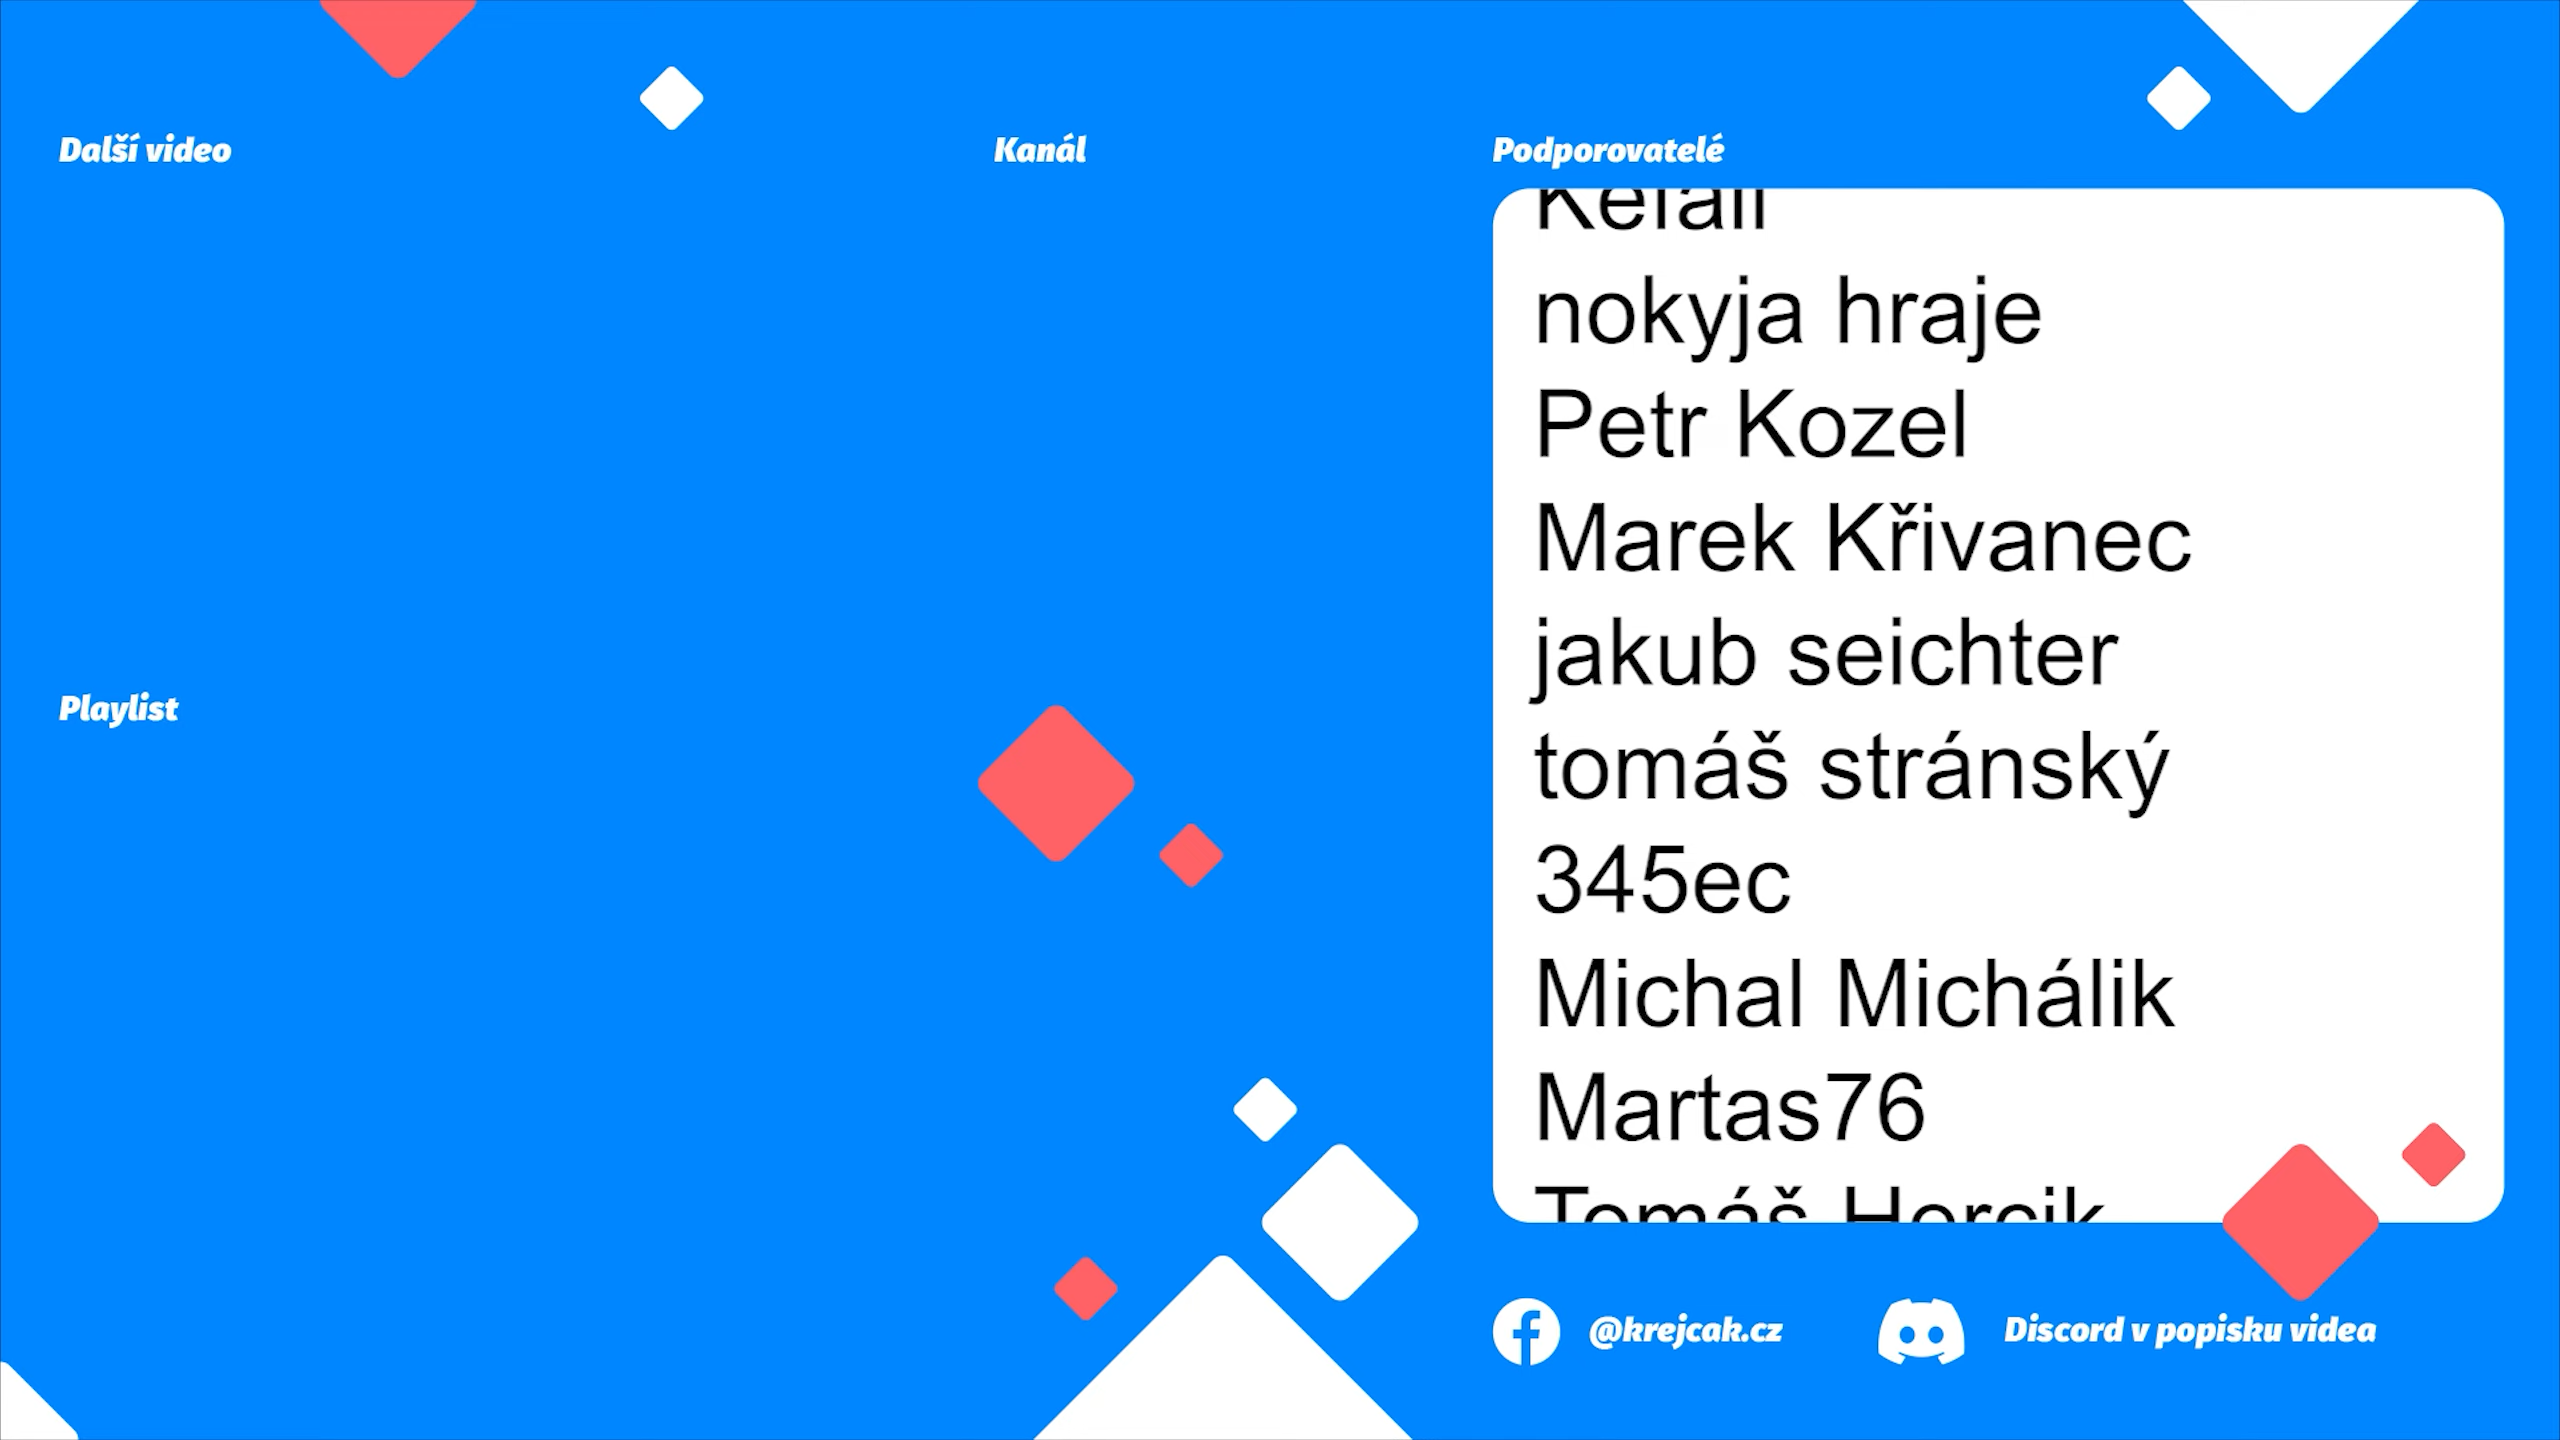 Další video
Kanál
Podporovatelé
nokyja hraje
Petr Kozel
Marek Křivanec
jakub seichter
tomáš stránský
345ec
Michal Michálik
Martas76
Tomáš
Playlist
@krejcak.cz
Discord v popisku videa